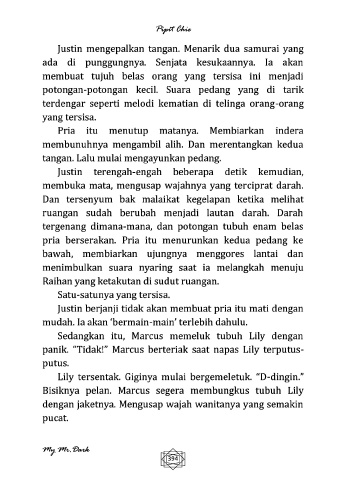 Pipit Chie
Justin mengepalkan tangan. Menarik dua samurai yang
ada di punggungnya. Senjata kesukaannya. Ia akan
membuat tujuh belas orang yang tersisa ini menjadi
potongan-potongan kecil. Suara pedang yang di tarik
terdengar seperti melodi kematian di telinga orang-orang
yang tersisa.
Pria itu menutup matanya. Membiarkan indera
membunuhnya mengambil alih. Dan merentangkan kedua
tangan. Lalu mulai mengayunkan pedang.
Justin terengah-engah beberapa detik kemudian,
membuka mata, mengusap wajahnya yang terciprat darah.
Dan tersenyum bak malaikat kegelapan ketika melihat
ruangan sudah berubah menjadi lautan darah. Darah
tergenang dimana-mana, dan potongan tubuh enam belas
pria berserakan. Pria itu menurunkan kedua pedang ke
bawah, membiarkan ujungnya menggores lantai dan
menimbulkan suara nyaring saat ia melangkah menuju
Raihan yang ketakutan di sudut ruangan.
Satu-satunya yang tersisa.
Justin berjanji tidak akan membuat pria itu mati dengan
mudah. Ia akan 'bermain-main' terlebih dahulu.
Sedangkan itu, Marcus memeluk tubuh Lily dengan
panik. "Tidak!" Marcus berteriak saat napas Lily terputus-
putus.
Lily tersentak. Giginya mulai bergemeletuk. "D-dingin."
Bisiknya pelan. Marcus segera membungkus tubuh Lily
dengan jaketnya. Mengusap wajah wanitanya yang semakin
pucat.
My Mr. Dark
394